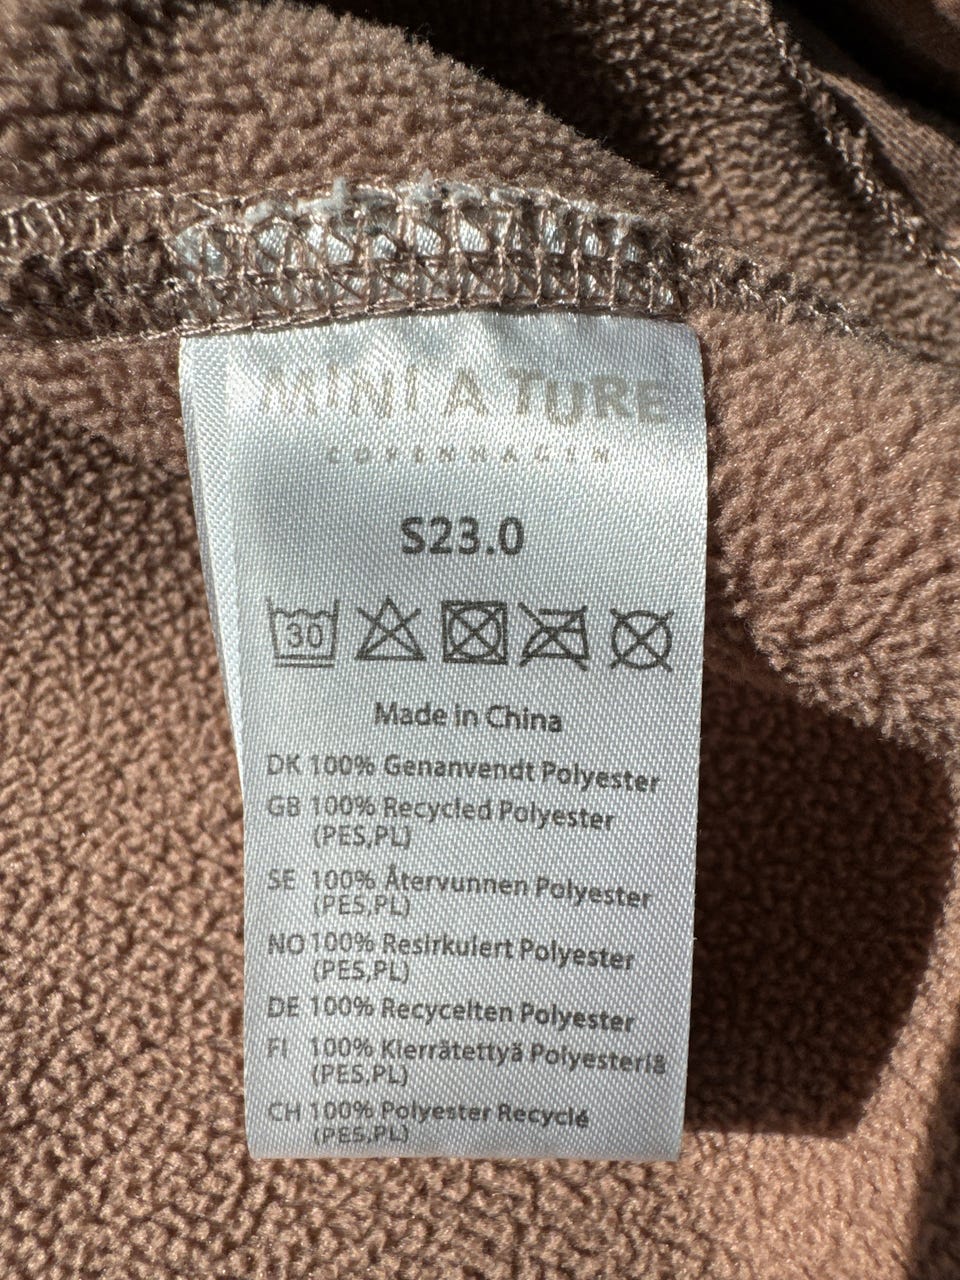 MINI A TURE
COPENHAGEN
S23.0
30
Made in China
DK 100% Genanvendt Polyester
GB 100% Recycled Polyester
(PES,PL)
SE 100% Återvunnen Polyester
(PES,PL)
NO 100% Resirkulert Polyester
(PES,PL)
DE 100% Recycelten Polyester
FI 100% Kierrätettyä Polyesteriä
(PES,PL)
CH 100% Polyester Recyclé
(PES,PL)